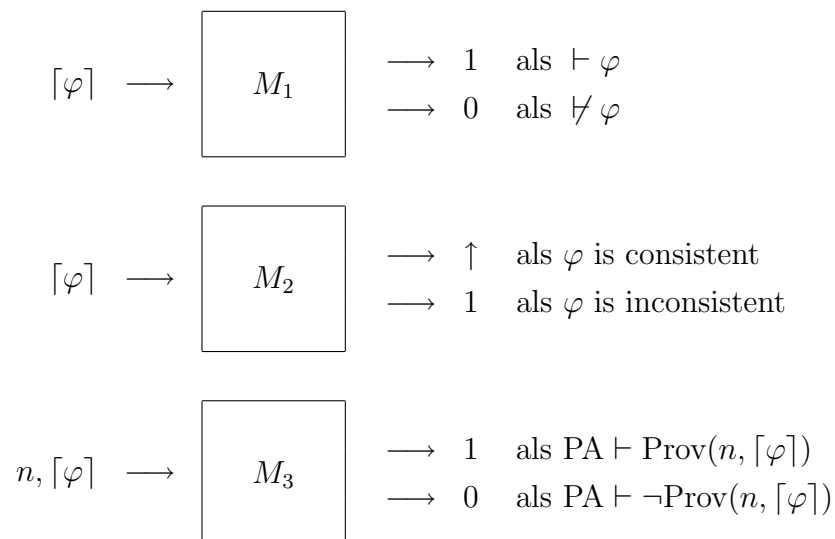 ⌈φ⌉ ⟶ M₁ ⟶ 1 als ⊢ φ
⟶ 0 als ⊬ φ
⌈φ⌉ ⟶ M₂ ⟶ ↑ als φ is consistent
⟶ 1 als φ is inconsistent
n, ⌈φ⌉ ⟶ M₃ ⟶ 1 als PA ⊢ Prov(n, ⌈φ⌉)
⟶ 0 als PA ⊢ ¬Prov(n, ⌈φ⌉)